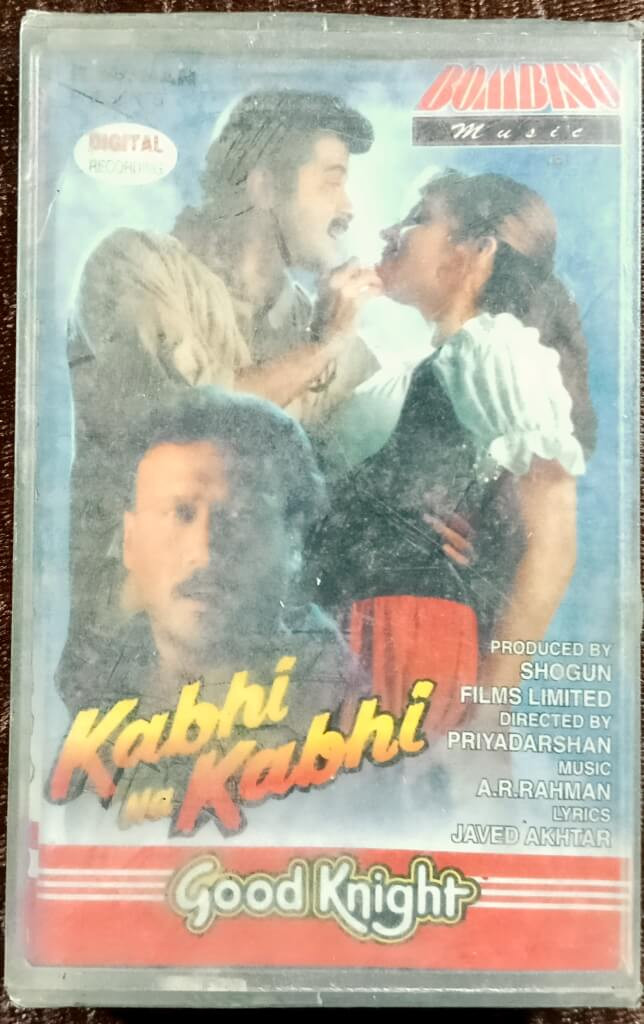 BOMBINO
Music
DIGITAL
RECORDING
Kabhi
na Kabhi
PRODUCED BY
SHOGUN
FILMS LIMITED
DIRECTED BY
PRIYADARSHAN
MUSIC
A.R.RAHMAN
LYRICS
JAVED AKHTAR
Good Knight